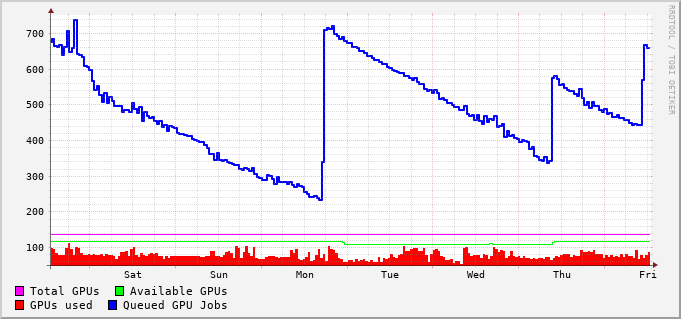 700
600
500
400
300
200
100
Sat Sun Mon Tue Wed Thu Fri
Total GPUs Available GPUs
GPUs used Queued GPU Jobs
RRDTOOL / TOBI OETIKER